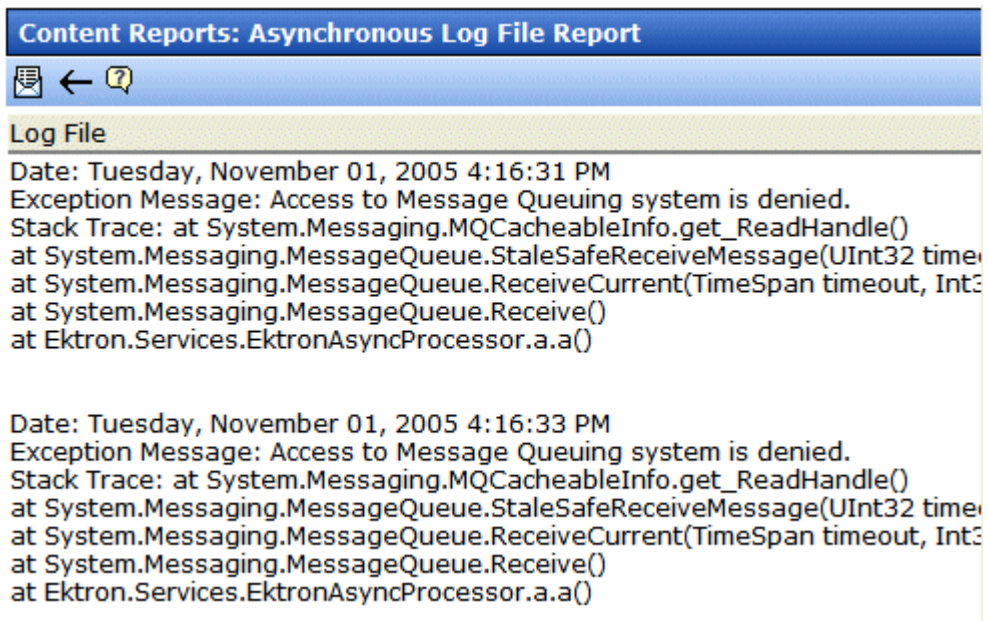 Content Reports: Asynchronous Log File Report
Log File
Date: Tuesday, November 01, 2005 4:16:31 PM
Exception Message: Access to Message Queuing system is denied.
Stack Trace: at System.Messaging.MQCacheableInfo.get_ReadHandle()
at System.Messaging.MessageQueue.StaleSafeReceiveMessage(UInt32
at System.Messaging.MessageQueue.ReceiveCurrent(TimeSpan timeout,
at System.Messaging.MessageQueue.Receive()
at Ektron.Services.EktronAsyncProcessor.a.a()
Date: Tuesday, November 01, 2005 4:16:33 PM
Exception Message: Access to Message Queuing system is denied.
Stack Trace: at System.Messaging.MQCacheableInfo.get_ReadHandle()
at System.Messaging.MessageQueue.StaleSafeReceiveMessage(UInt32
at System.Messaging.MessageQueue.ReceiveCurrent(TimeSpan timeout,
at System.Messaging.MessageQueue.Receive()
at Ektron.Services.EktronAsyncProcessor.a.a()